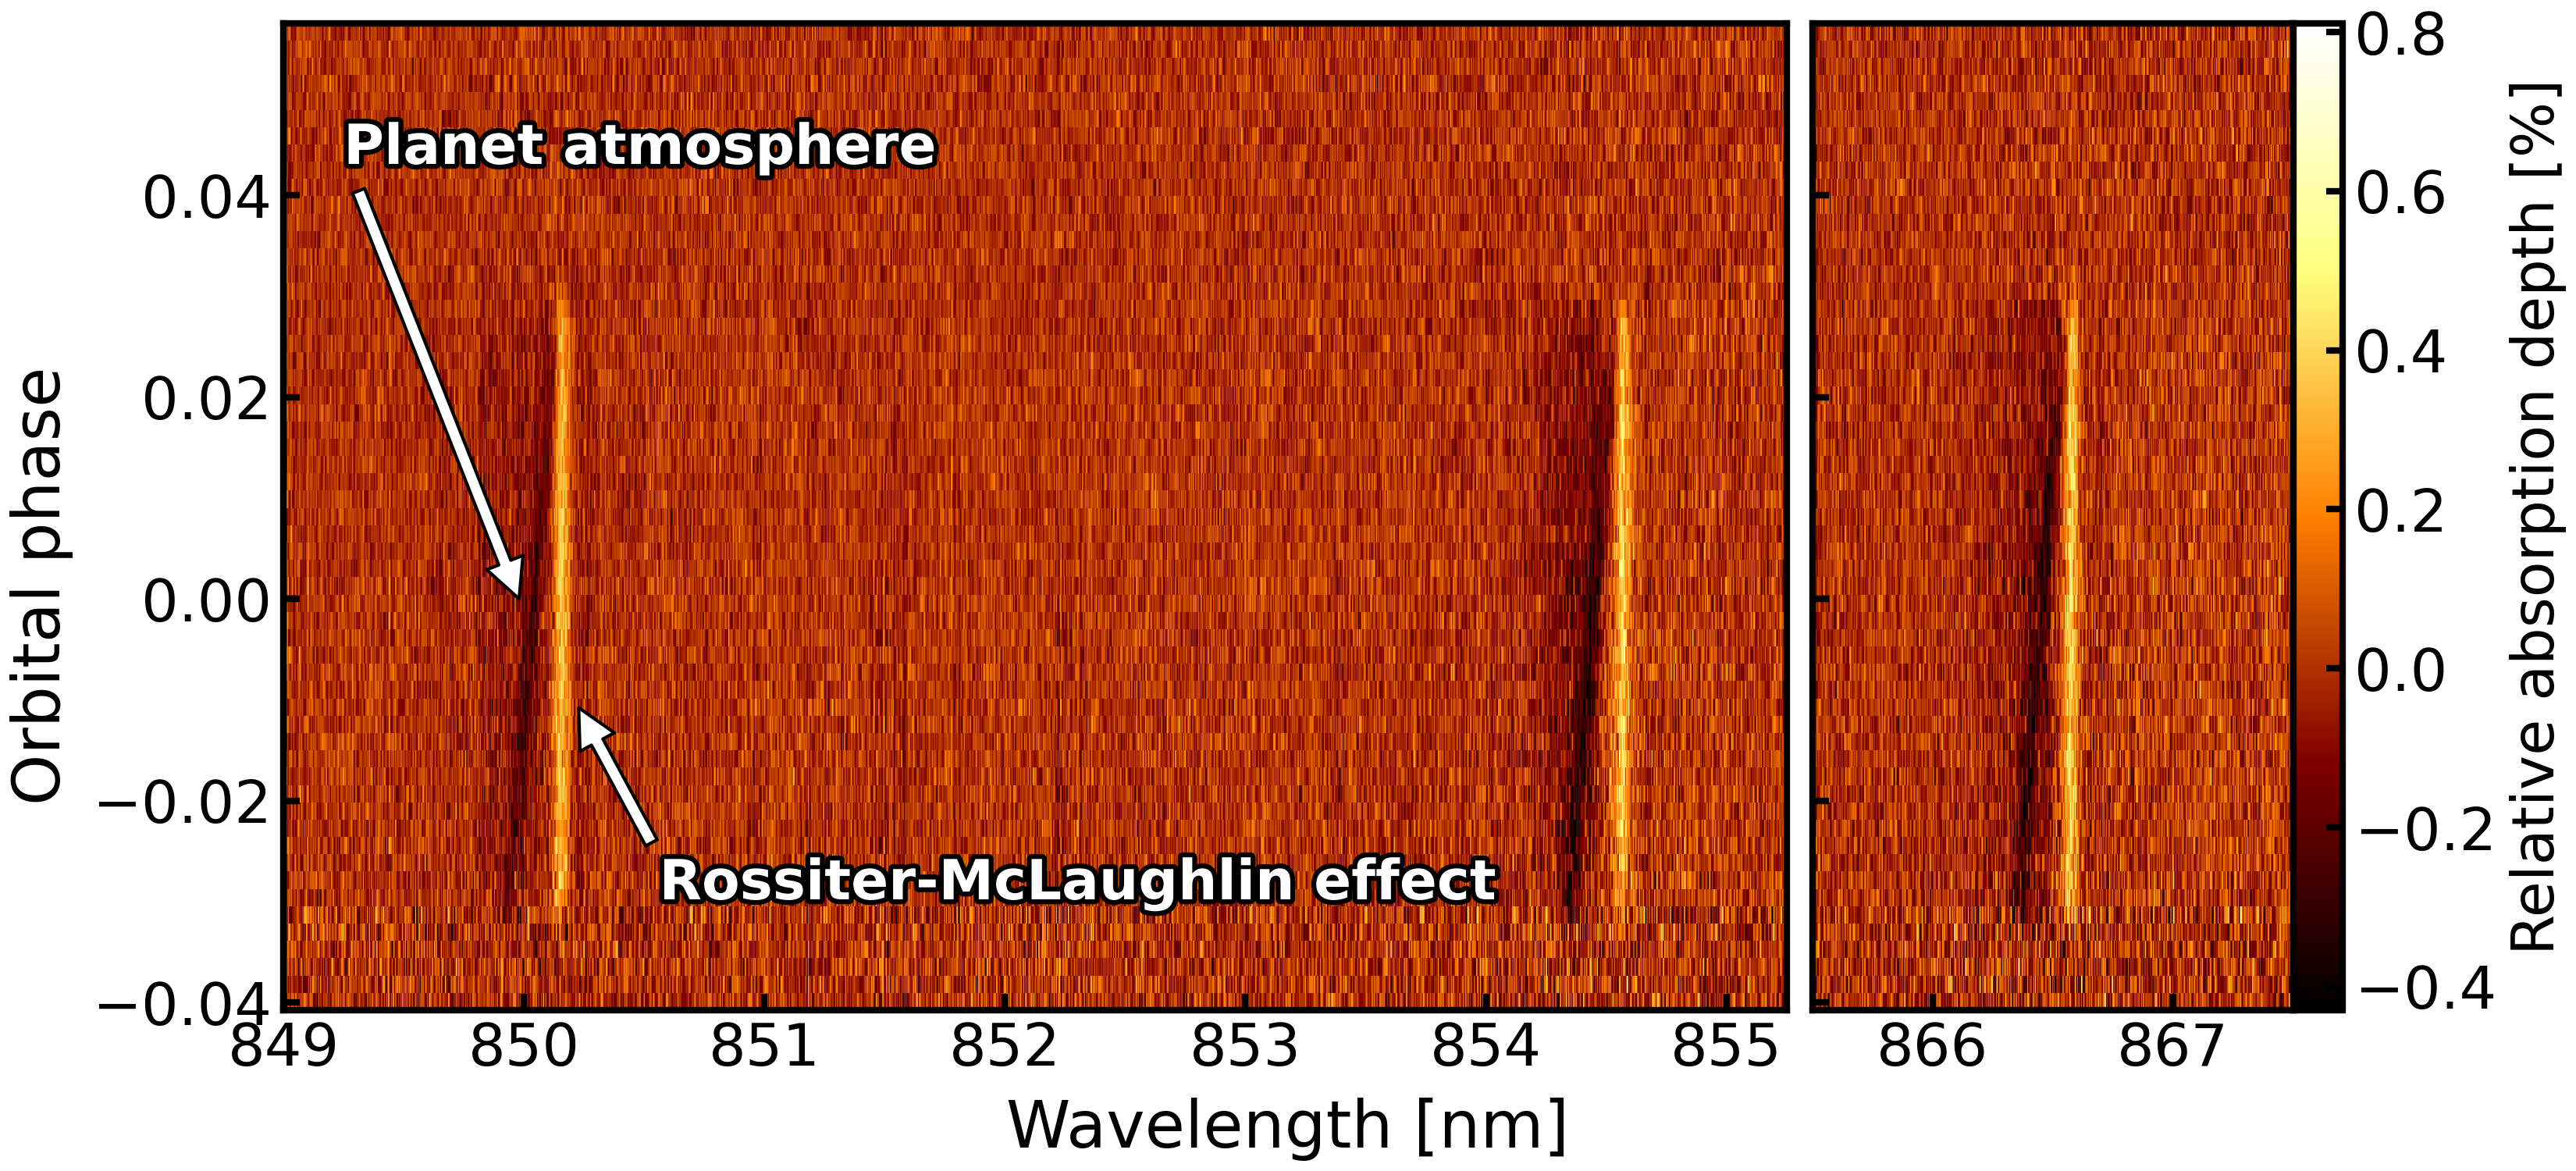 Planet atmosphere
Rossiter-McLaughlin effect
Orbital phase
0.04
0.02
0.00
−0.02
−0.04
849 850 851 852 853 854 855 866 867
Wavelength [nm]
0.8
0.6
0.4
0.2
0.0
−0.2
−0.4
Relative absorption depth [%]